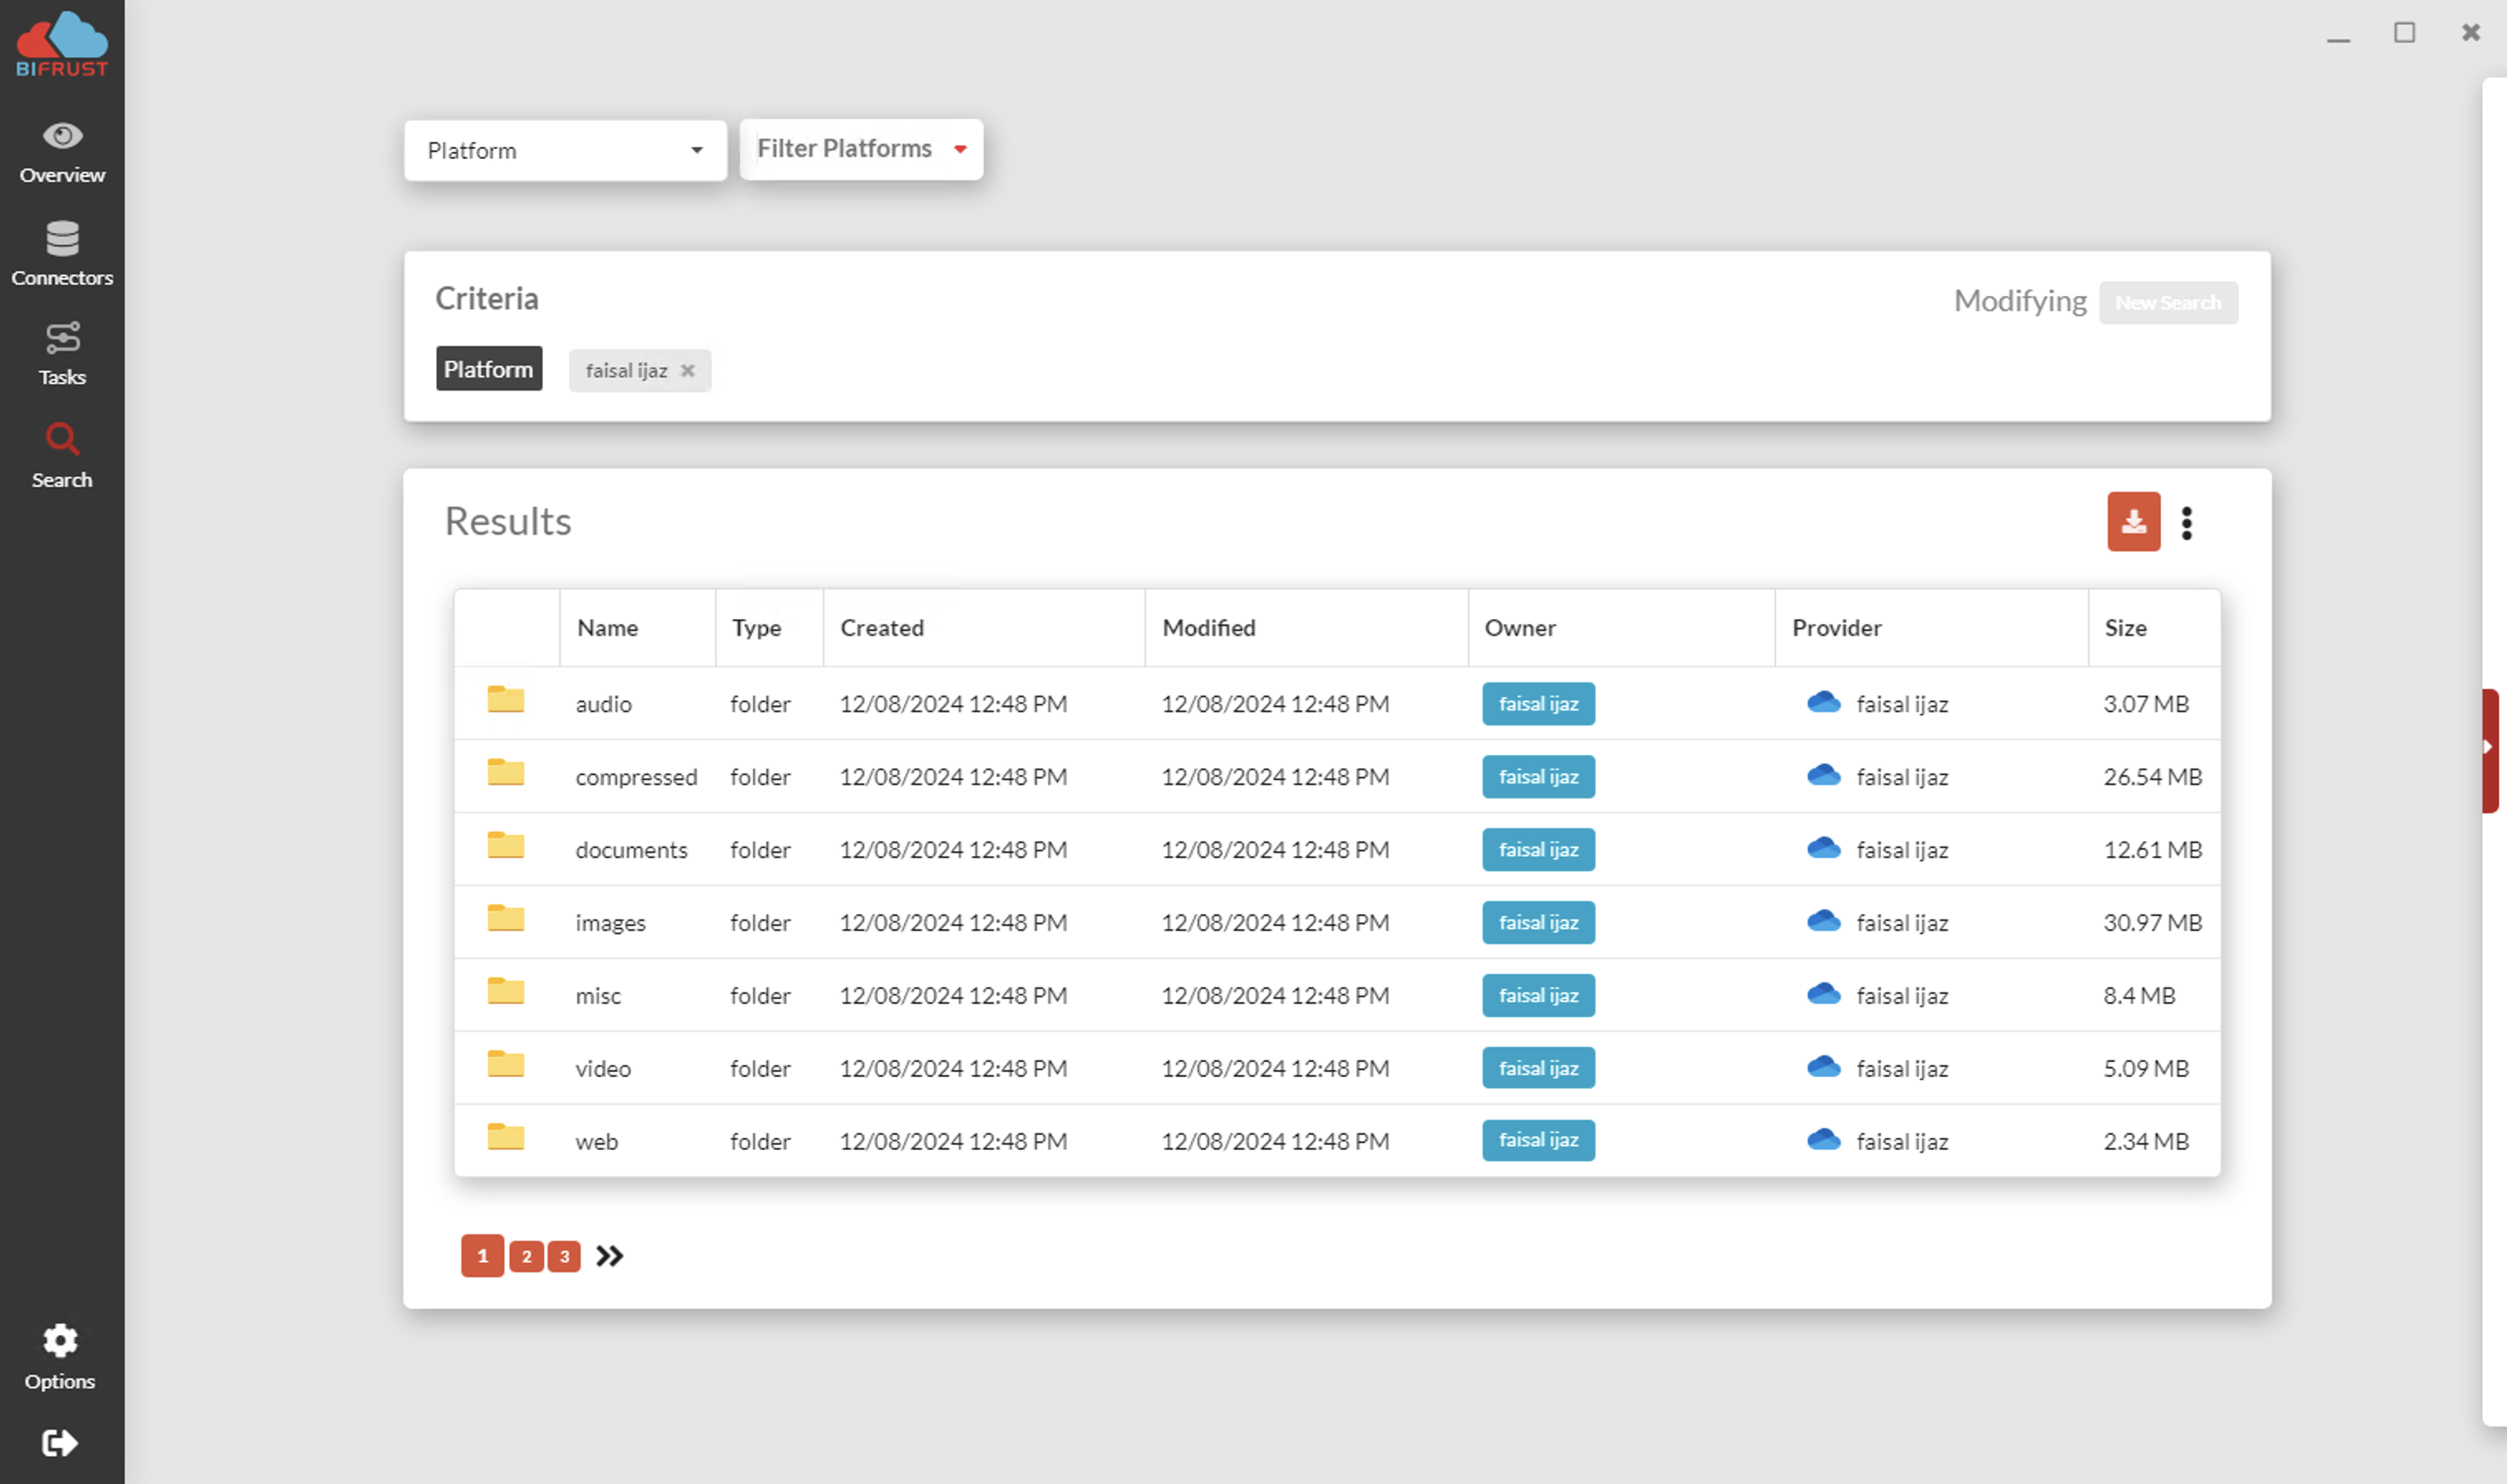 BIFRUST
Overview
Connectors
Tasks
Search
Options
Platform
Filter Platforms
Criteria
Modifying New Search
Platform faisal ijaz
Results
Name Type Created Modified Owner Provider Size
audio folder 12/08/2024 12:48 PM 12/08/2024 12:48 PM faisal ijaz faisal ijaz 3.07 MB
compressed folder 12/08/2024 12:48 PM 12/08/2024 12:48 PM faisal ijaz faisal ijaz 26.54 MB
documents folder 12/08/2024 12:48 PM 12/08/2024 12:48 PM faisal ijaz faisal ijaz 12.61 MB
images folder 12/08/2024 12:48 PM 12/08/2024 12:48 PM faisal ijaz faisal ijaz 30.97 MB
misc folder 12/08/2024 12:48 PM 12/08/2024 12:48 PM faisal ijaz faisal ijaz 8.4 MB
video folder 12/08/2024 12:48 PM 12/08/2024 12:48 PM faisal ijaz faisal ijaz 5.09 MB
web folder 12/08/2024 12:48 PM 12/08/2024 12:48 PM faisal ijaz faisal ijaz 2.34 MB
1 2 3